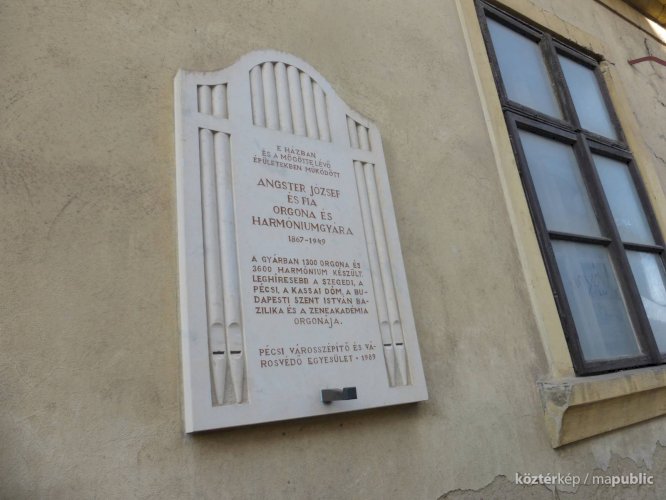 E HÁZBAN
ÉS A MÖGÖTTE LÉVŐ
ÉPÜLETEKBEN MŰKÖDÖTT
ANGSTER JÓZSEF
ÉS FIA
ORGONA ÉS
HARMÓNIUMGYÁRA
1867-1949
A GYÁRBAN 1300 ORGONA ÉS
3600 HARMÓNIUM KÉSZÜLT.
LEGHÍRESEBB A SZEGEDI, A
PÉCSI, A KASSAI DÓM, A BU-
DAPESTI SZENT ISTVÁN BA-
ZILIKA ÉS A ZENEAKADÉMIA
ORGONÁJA.
PÉCSI VÁROSSZÉPÍTŐ ÉS VÁ-
ROSVÉDŐ EGYESÜLET • 1989
köztérkép / mapublic